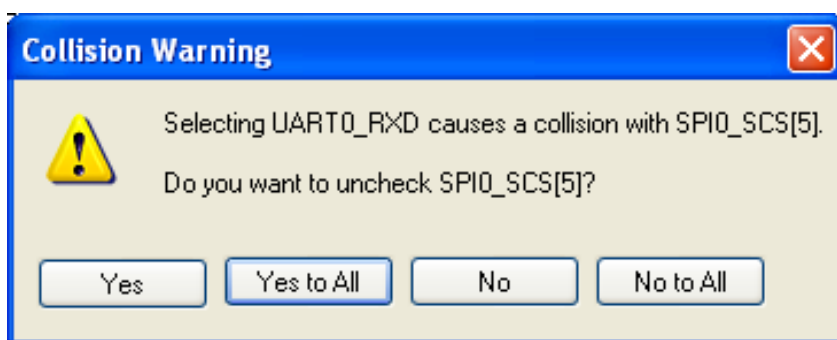 Collision Warning
Selecting UART0_RXD causes a collision with SPI0_SCS[5].
Do you want to uncheck SPI0_SCS[5]?
Yes
Yes to All
No
No to All